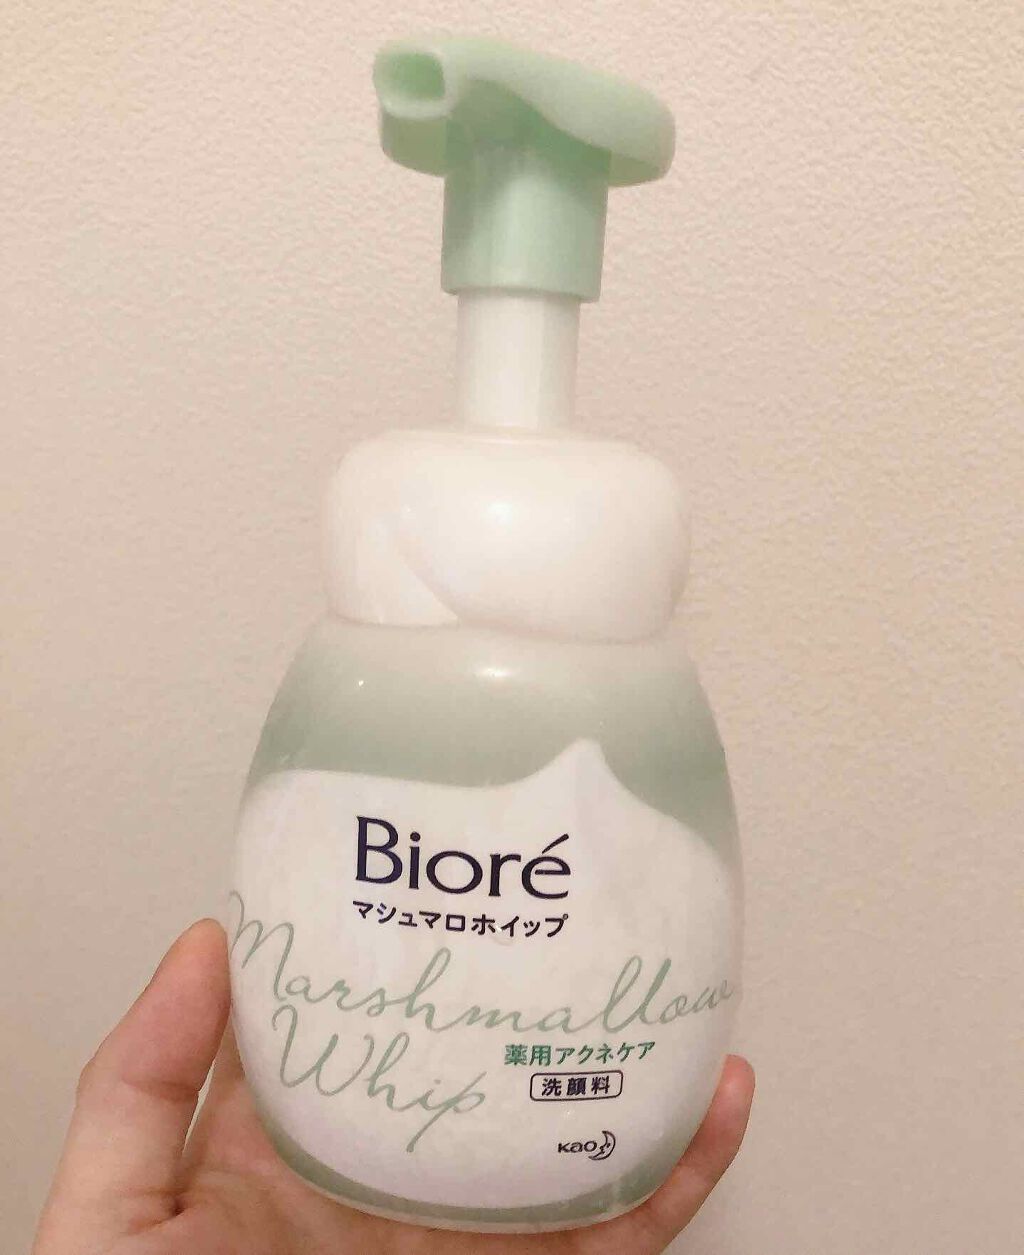 Bioré
マシュマロホイップ
Marshmallow
Whip
薬用アクネケア
洗顔料
Kao